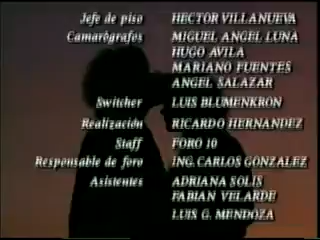 Jefe de piso HECTOR VILLANUEVA
Camarógrafos MIGUEL ANGEL LUNA
HUGO AVILA
MARIANO FUENTES
ANGEL SALAZAR
Switcher LUIS BLUMENKRON
Realización RICARDO HERNANDEZ
Staff FORO 10
Responsable de foro ING. CARLOS GONZALEZ
Asistentes ADRIANA SOLIS
FABIAN VELARDE
LUIS G. MENDOZA